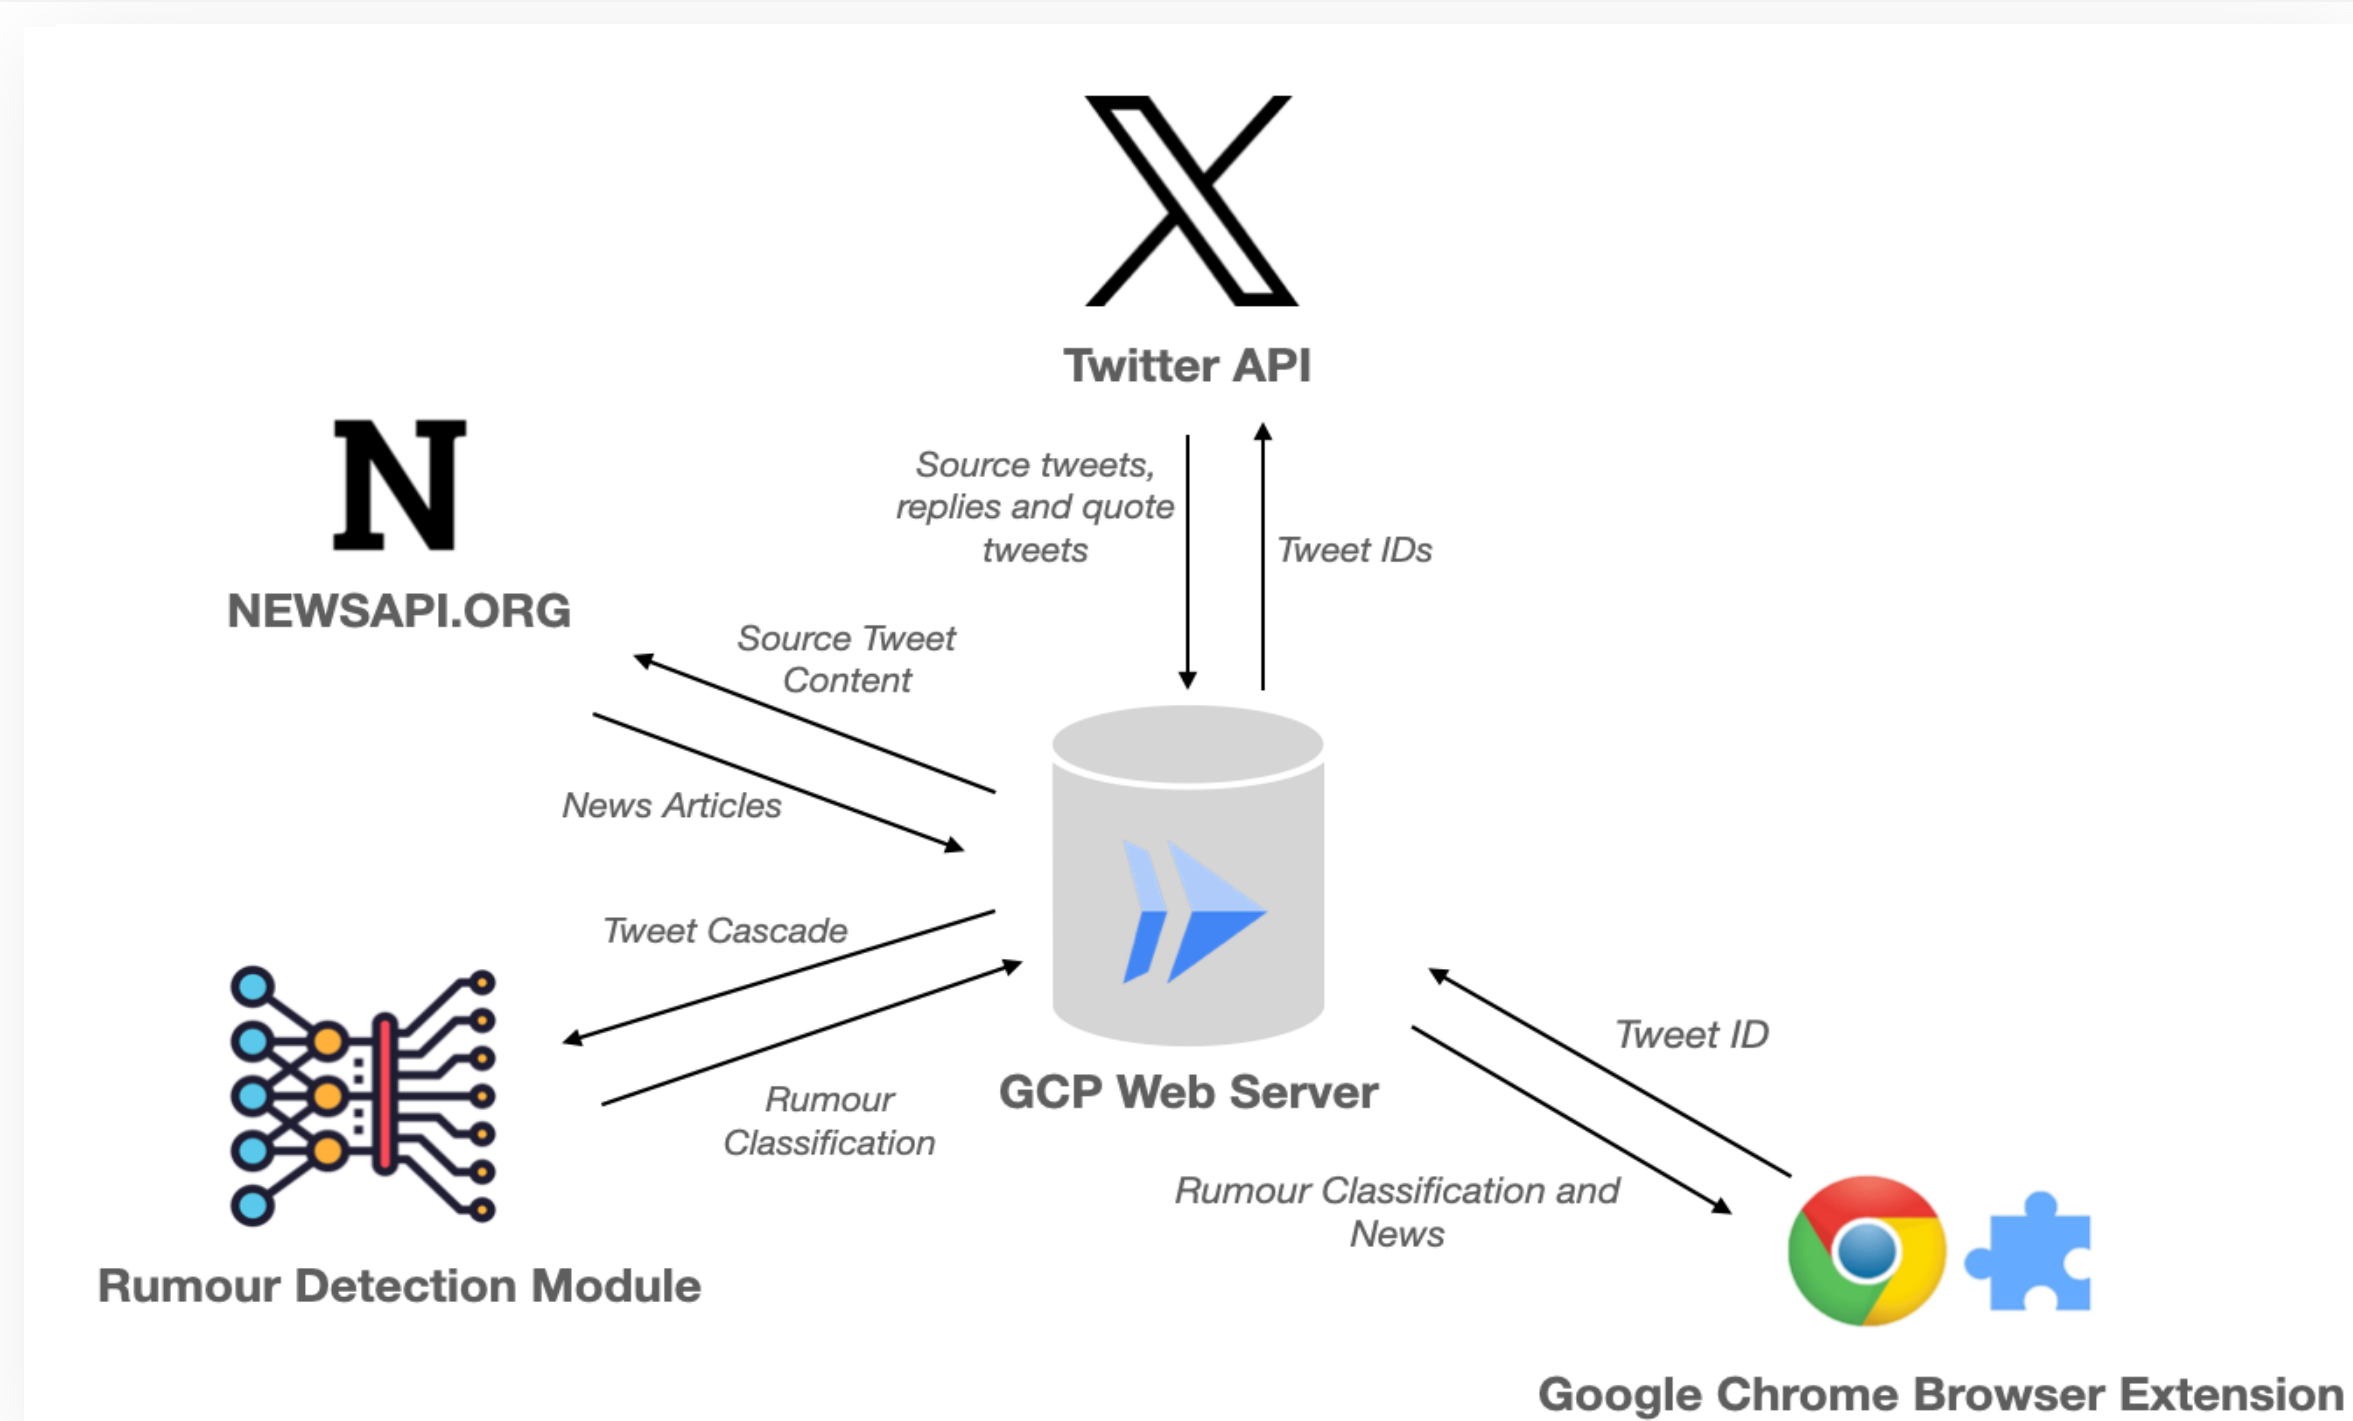 Twitter API
Source tweets,
replies and quote
tweets
Tweet IDs
N
NEWSAPI.ORG
Source Tweet
Content
News Articles
Tweet Cascade
Rumour
Classification
Rumour Detection Module
GCP Web Server
Tweet ID
Rumour Classification and
News
Google Chrome Browser Extension